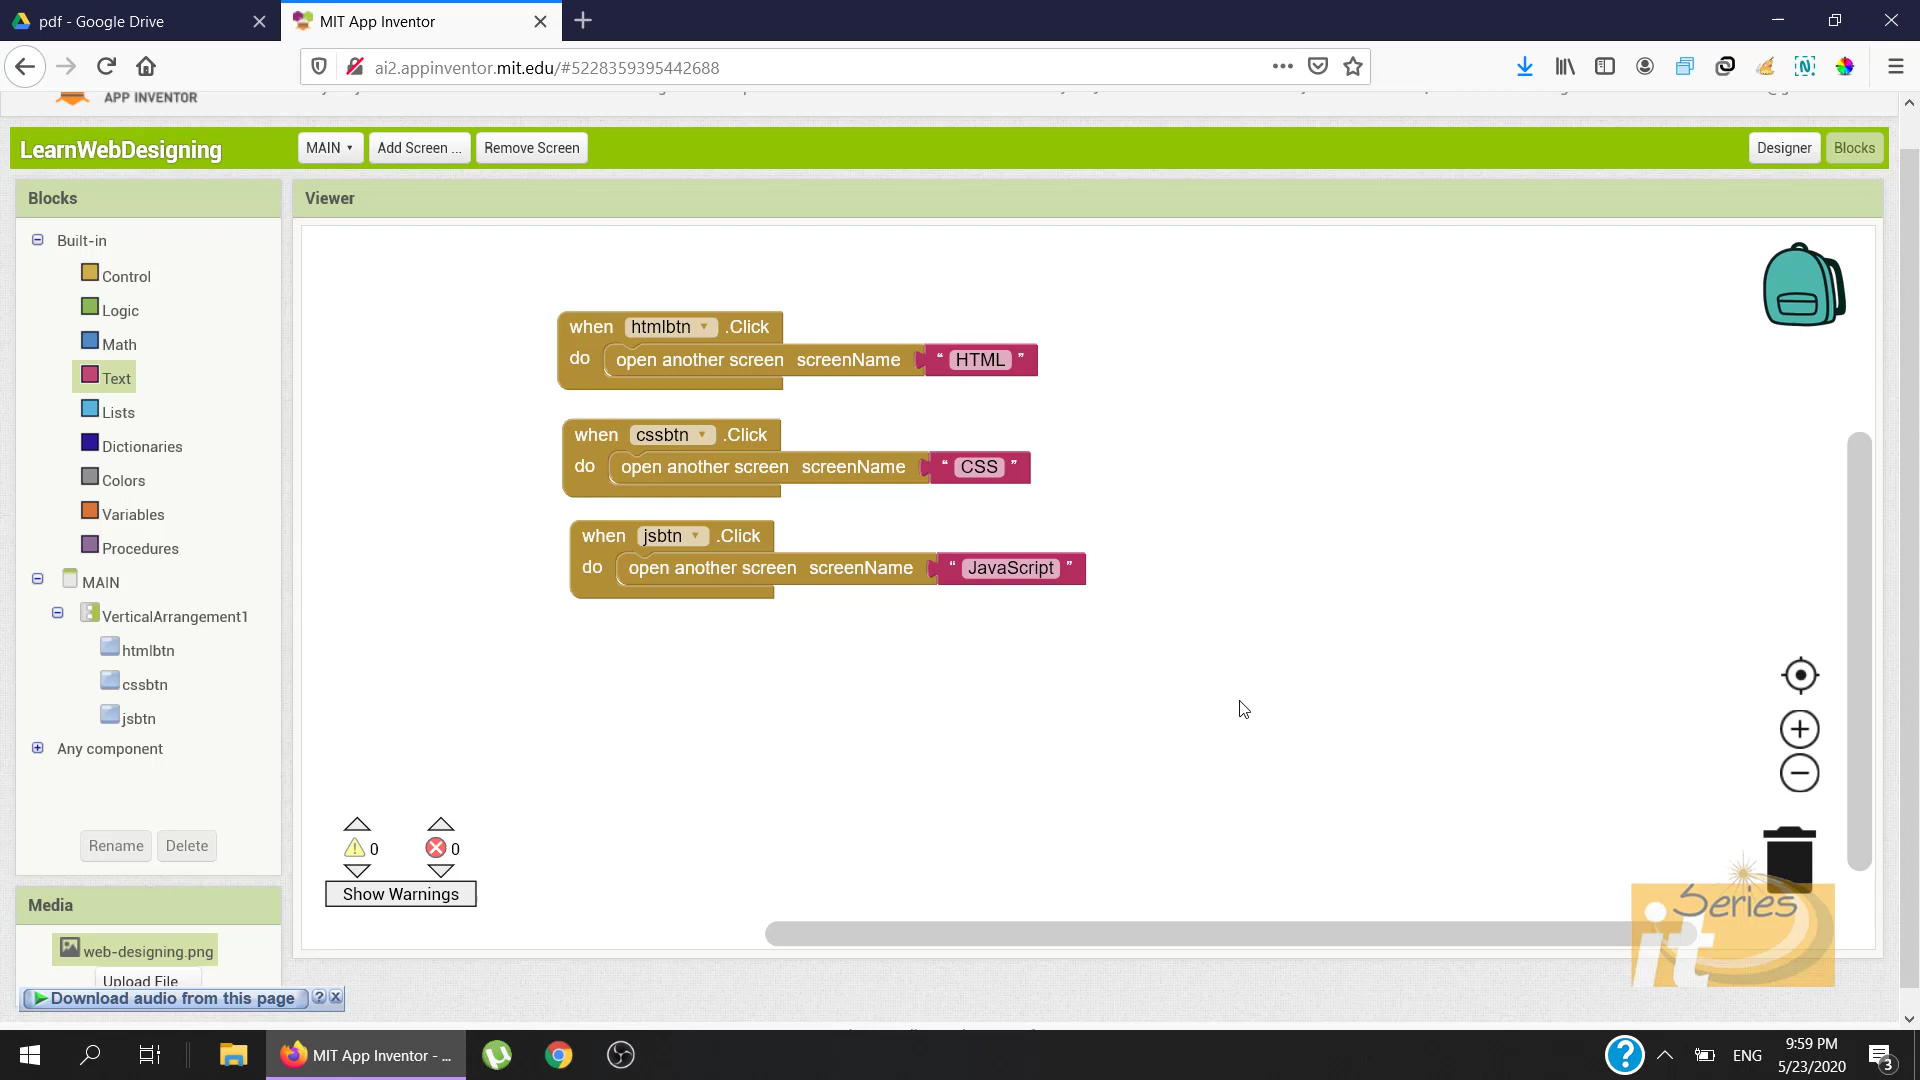 pdf - Google Drive
MIT App Inventor
ai2.appinventor.mit.edu/#5228359395442688
APP INVENTOR
LearnWebDesigning
MAIN
Add Screen ...
Remove Screen
Designer
Blocks
Blocks
Viewer
Built-in
Control
Logic
Math
Text
Lists
Dictionaries
Colors
Variables
Procedures
MAIN
VerticalArrangement1
htmlbtn
cssbtn
jsbtn
Any component
Rename
Delete
Media
web-designing.png
Upload File
Download audio from this page
when htmlbtn .Click
do open another screen screenName “ HTML ”
when cssbtn .Click
do open another screen screenName “ CSS ”
when jsbtn .Click
do open another screen screenName “ JavaScript ”
0
0
Show Warnings
it Series
MIT App Inventor - ...
ENG
9:59 PM
5/23/2020
3